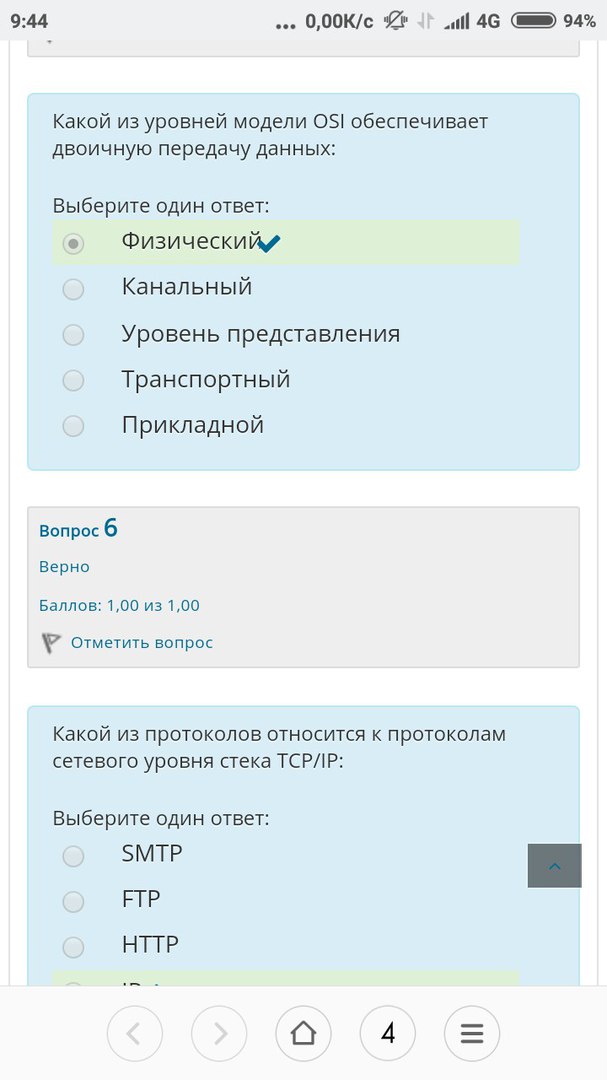 9:44
... 0,00K/c 4G 94%
Какой из уровней модели OSI обеспечивает
двоичную передачу данных:
Выберите один ответ:
Физический
Канальный
Уровень представления
Транспортный
Прикладной
Вопрос 6
Верно
Баллов: 1,00 из 1,00
Отметить вопрос
Какой из протоколов относится к протоколам
сетевого уровня стека TCP/IP:
Выберите один ответ:
SMTP
FTP
HTTP
4